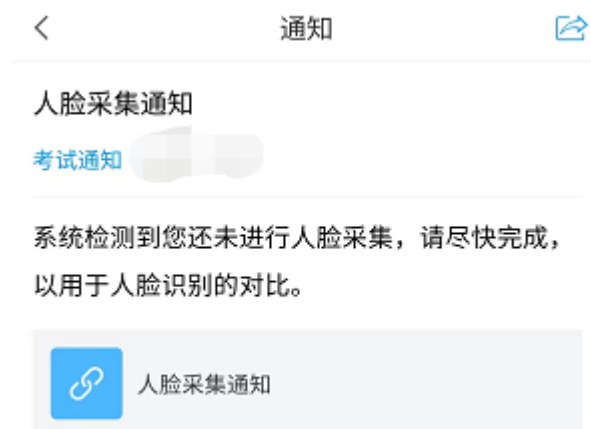 通知
人脸采集通知
考试通知
系统检测到您还未进行人脸采集，请尽快完成，
以用于人脸识别的对比。
人脸采集通知